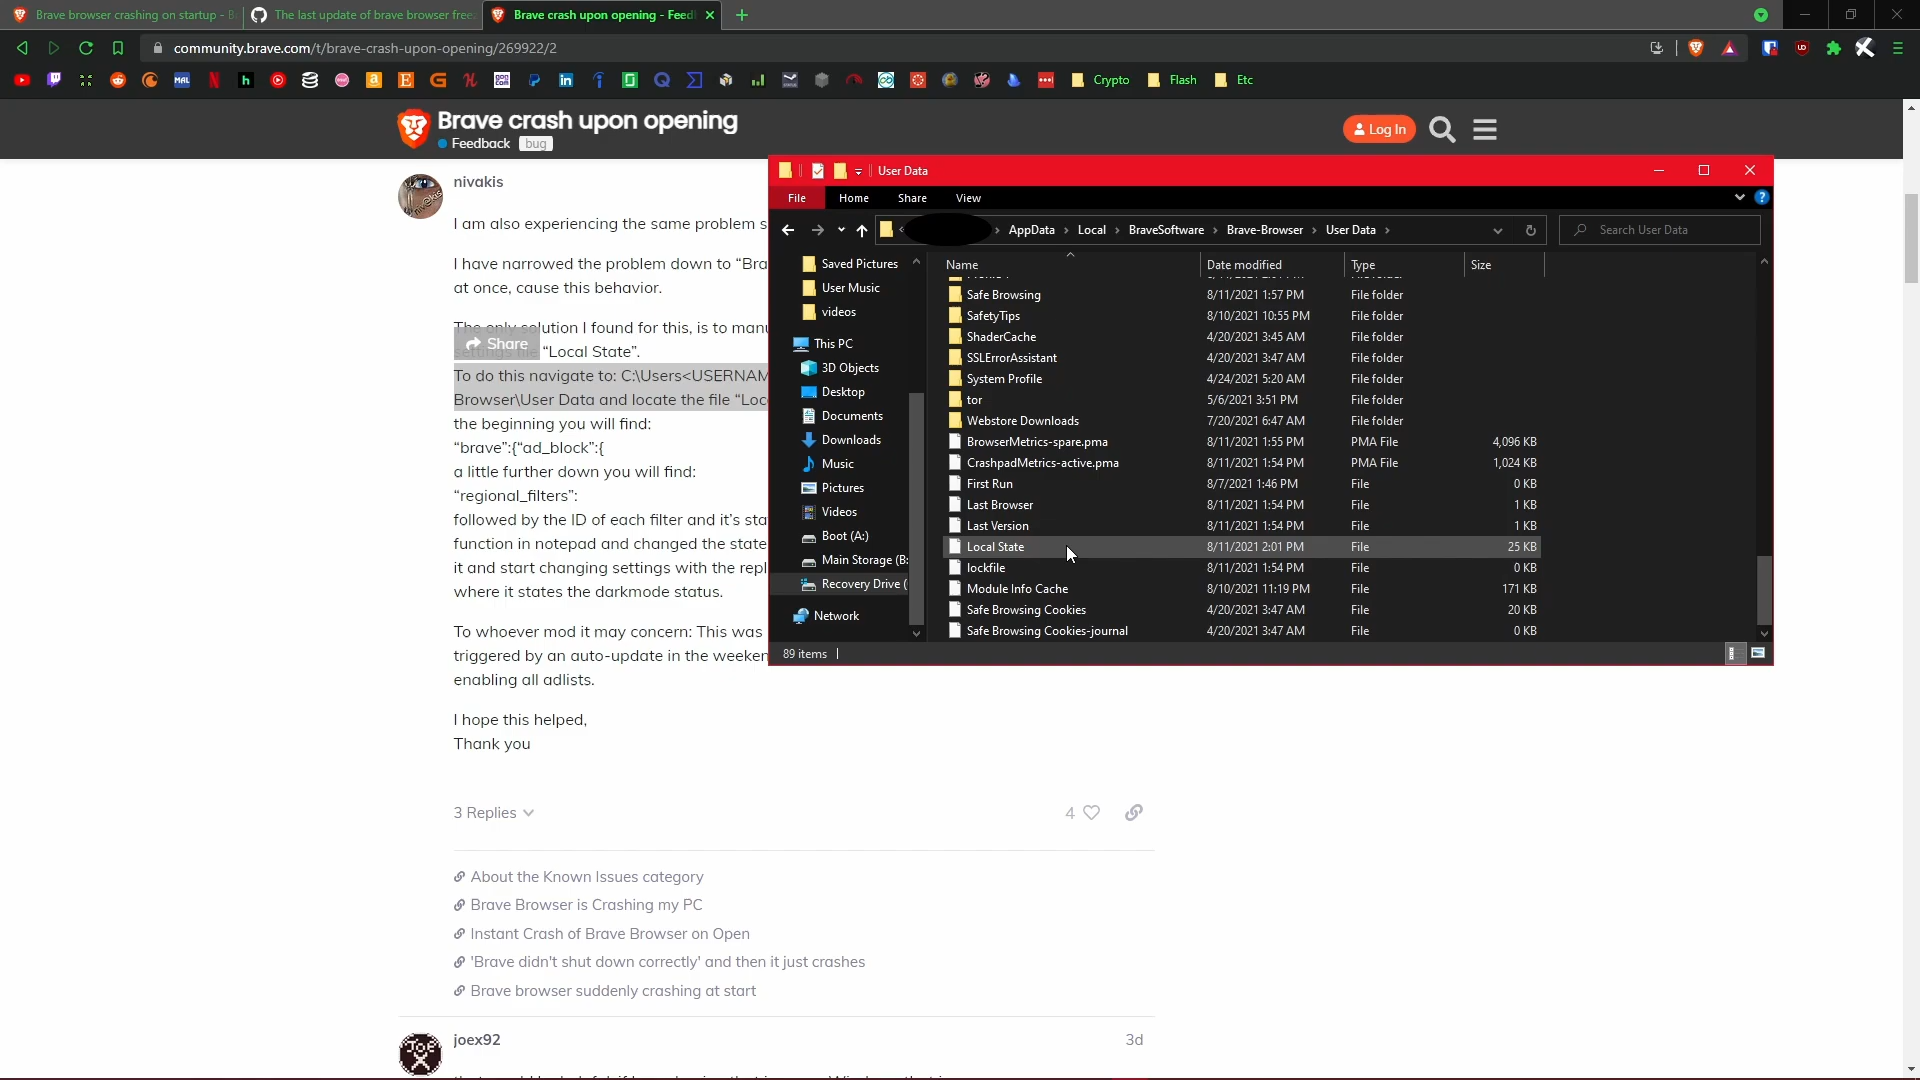 Brave browser crashing on startup - B
The last update of brave browser free
Brave crash upon opening - Feed
community.brave.com/t/brave-crash-upon-opening/269922/2
Crypto
Flash
Etc
Brave crash upon opening
Feedback bug
Log In
nivakis
I am also experiencing the same problem s
I have narrowed the problem down to “Bra
at once, cause this behavior.
The only solution I found for this, is to manu
settings file “Local State”.
Share
To do this navigate to: C:\Users<USERNAM
Browser\User Data and locate the file “Loc
the beginning you will find:
“brave”:{“ad_block”:{
a little further down you will find:
“regional_filters”:
followed by the ID of each filter and it’s sta
function in notepad and changed the state
it and start changing settings with the repl
where it states the darkmode status.
To whoever mod it may concern: This was
triggered by an auto-update in the weeken
enabling all adlists.
I hope this helped,
Thank you
3 Replies
4
About the Known Issues category
Brave Browser is Crashing my PC
Instant Crash of Brave Browser on Open
'Brave didn't shut down correctly' and then it just crashes
Brave browser suddenly crashing at start
joex92
3d
User Data
File Home Share View
AppData Local BraveSoftware Brave-Browser User Data
Search User Data
Saved Pictures
User Music
videos
This PC
3D Objects
Desktop
Documents
Downloads
Music
Pictures
Videos
Boot (A:)
Main Storage (B:
Recovery Drive (
Network
Name Date modified Type Size
Safe Browsing 8/11/2021 1:57 PM File folder
SafetyTips 8/10/2021 10:55 PM File folder
ShaderCache 4/20/2021 3:45 AM File folder
SSLErrorAssistant 4/20/2021 3:47 AM File folder
System Profile 4/24/2021 5:20 AM File folder
tor 5/6/2021 3:51 PM File folder
Webstore Downloads 7/20/2021 6:47 AM File folder
BrowserMetrics-spare.pma 8/11/2021 1:55 PM PMA File 4,096 KB
CrashpadMetrics-active.pma 8/11/2021 1:54 PM PMA File 1,024 KB
First Run 8/7/2021 1:46 PM File 0 KB
Last Browser 8/11/2021 1:54 PM File 1 KB
Last Version 8/11/2021 1:54 PM File 1 KB
Local State 8/11/2021 2:01 PM File 25 KB
lockfile 8/11/2021 1:54 PM File 0 KB
Module Info Cache 8/10/2021 11:19 PM File 171 KB
Safe Browsing Cookies 4/20/2021 3:47 AM File 20 KB
Safe Browsing Cookies-journal 4/20/2021 3:47 AM File 0 KB
89 items